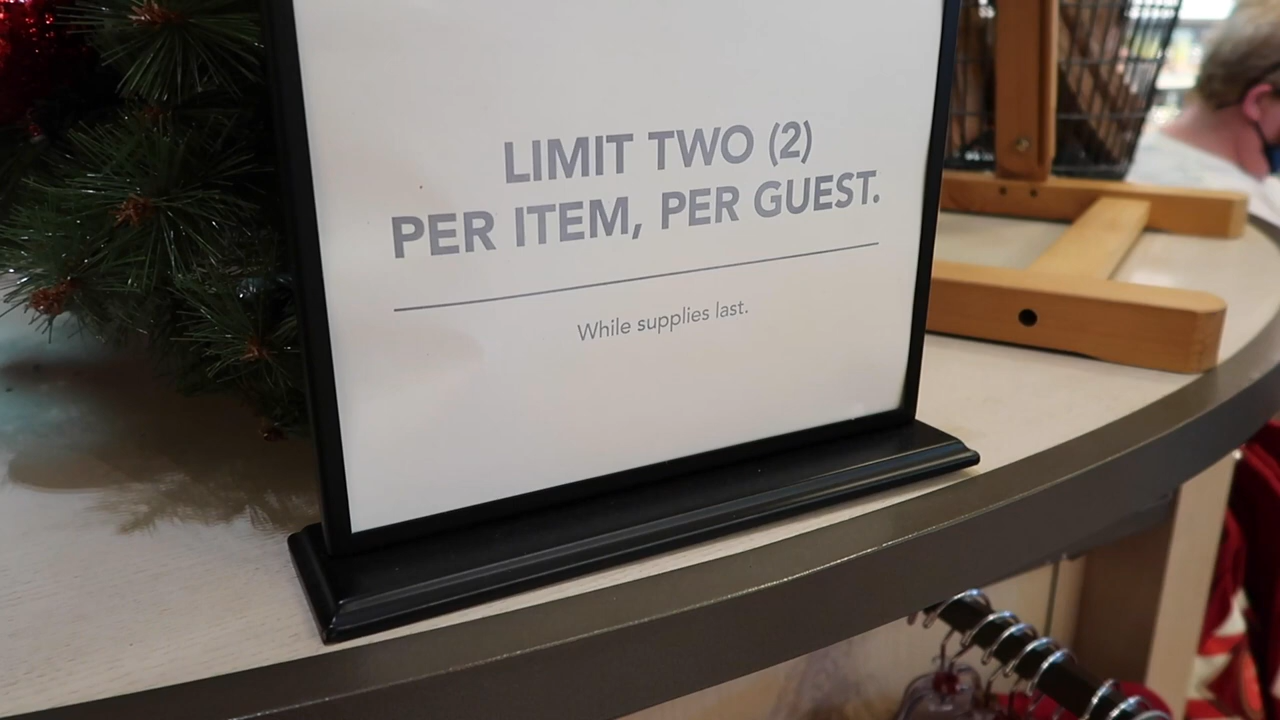 LIMIT TWO (2)
PER ITEM, PER GUEST.
While supplies last.